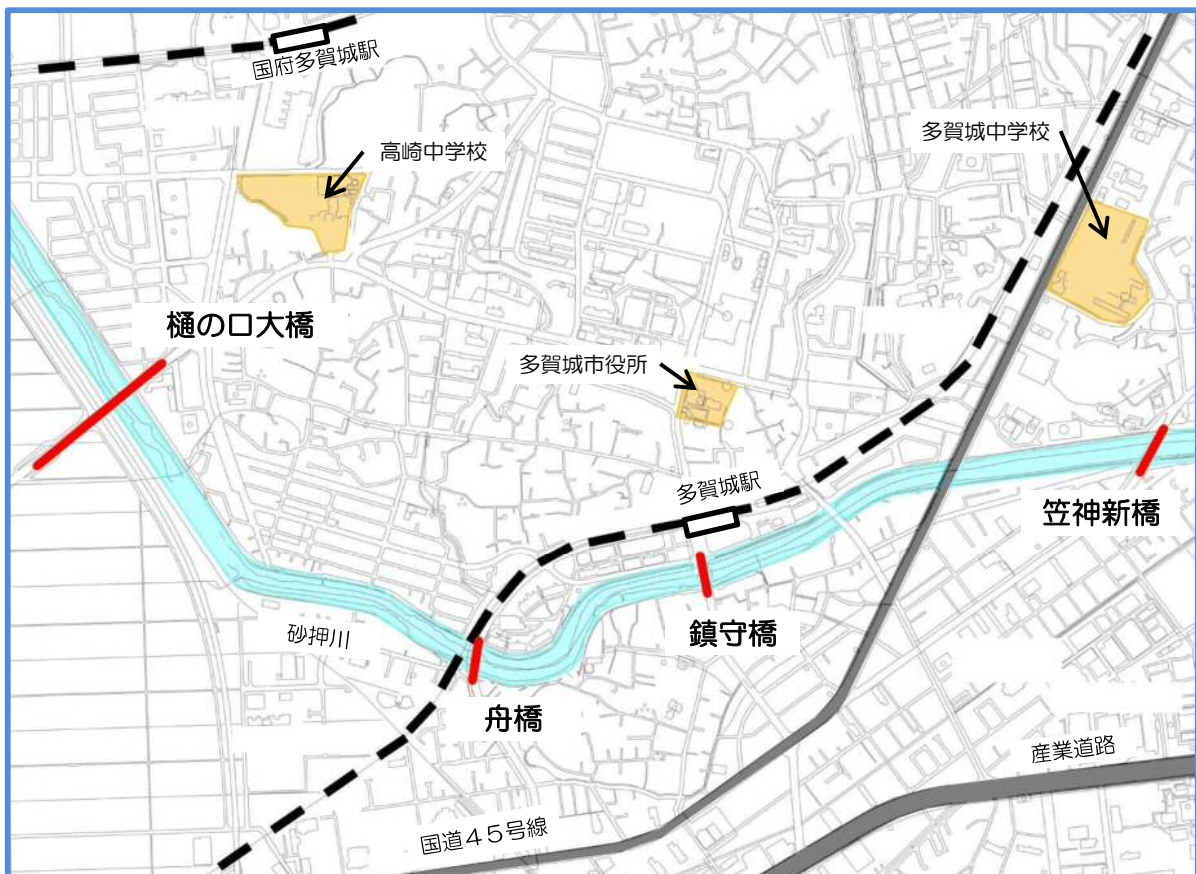 国府多賀城駅
高崎中学校
多賀城中学校
樋の口大橋
多賀城市役所
多賀城駅
笠神新橋
砂押川
鎮守橋
舟橋
産業道路
国道45号線